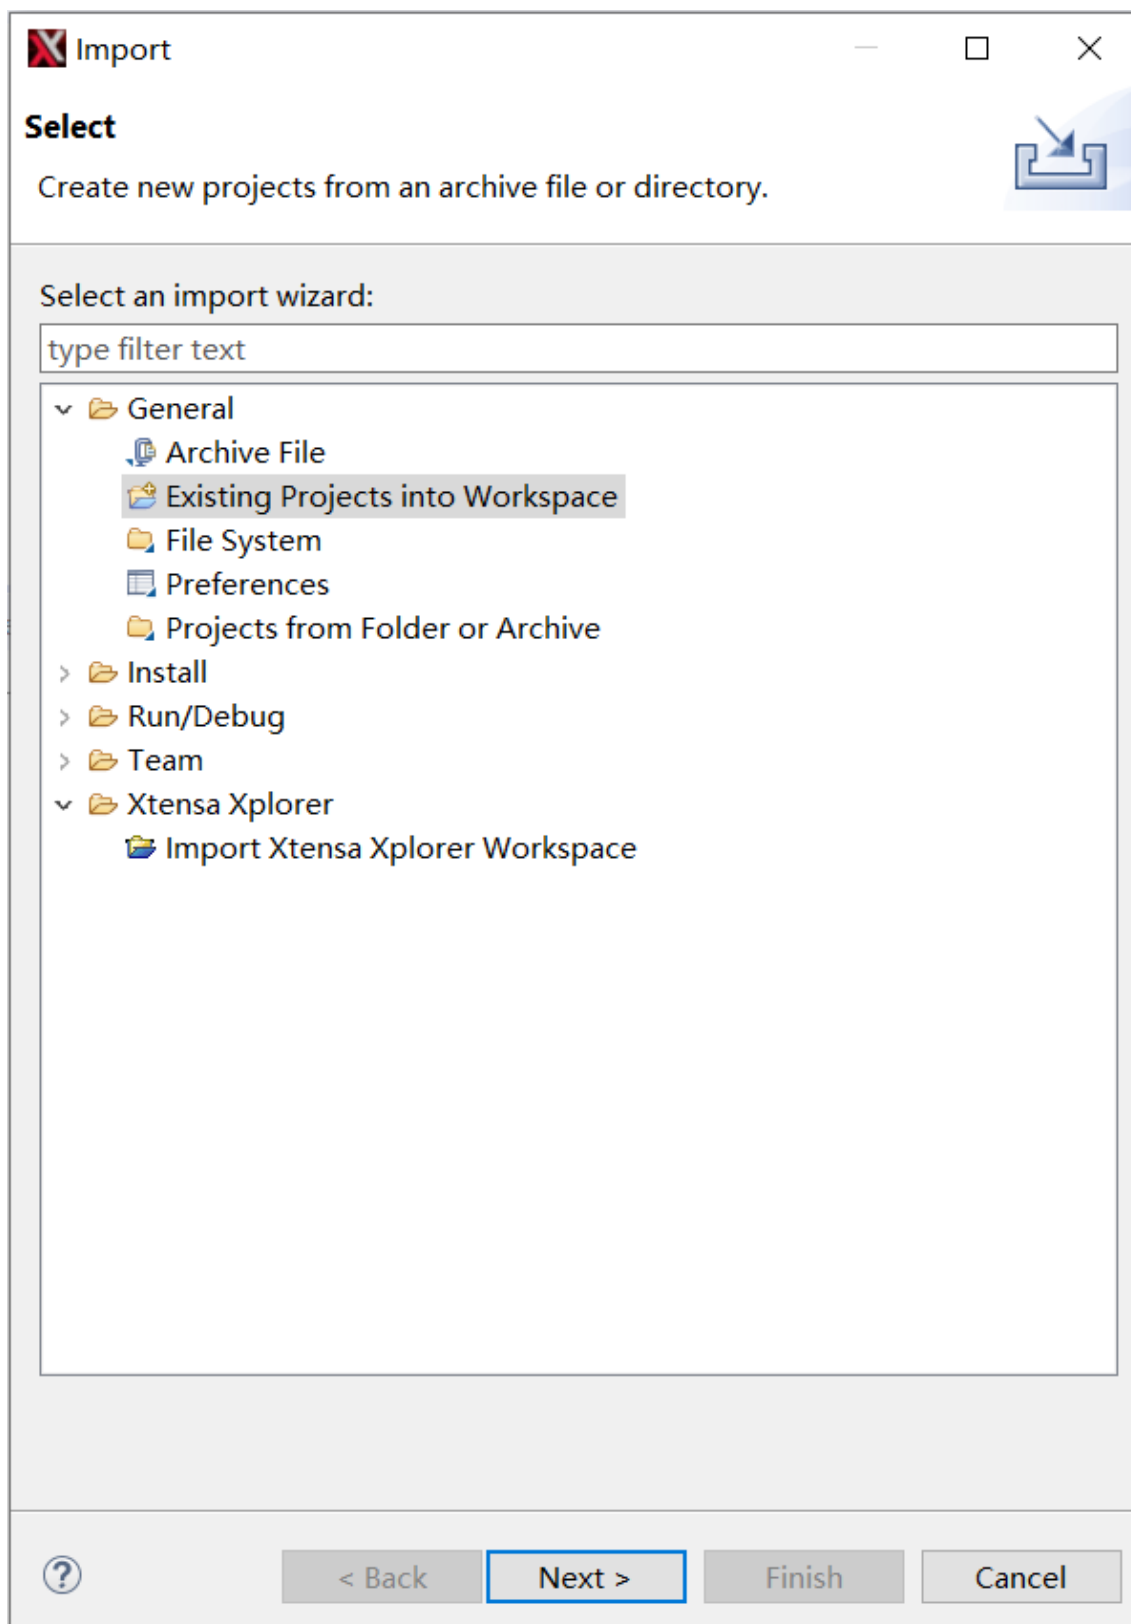 Import
Select
Create new projects from an archive file or directory.
Select an import wizard:
type filter text
General
Archive File
Existing Projects into Workspace
File System
Preferences
Projects from Folder or Archive
Install
Run/Debug
Team
Xtensa Xplorer
Import Xtensa Xplorer Workspace
? < Back Next > Finish Cancel